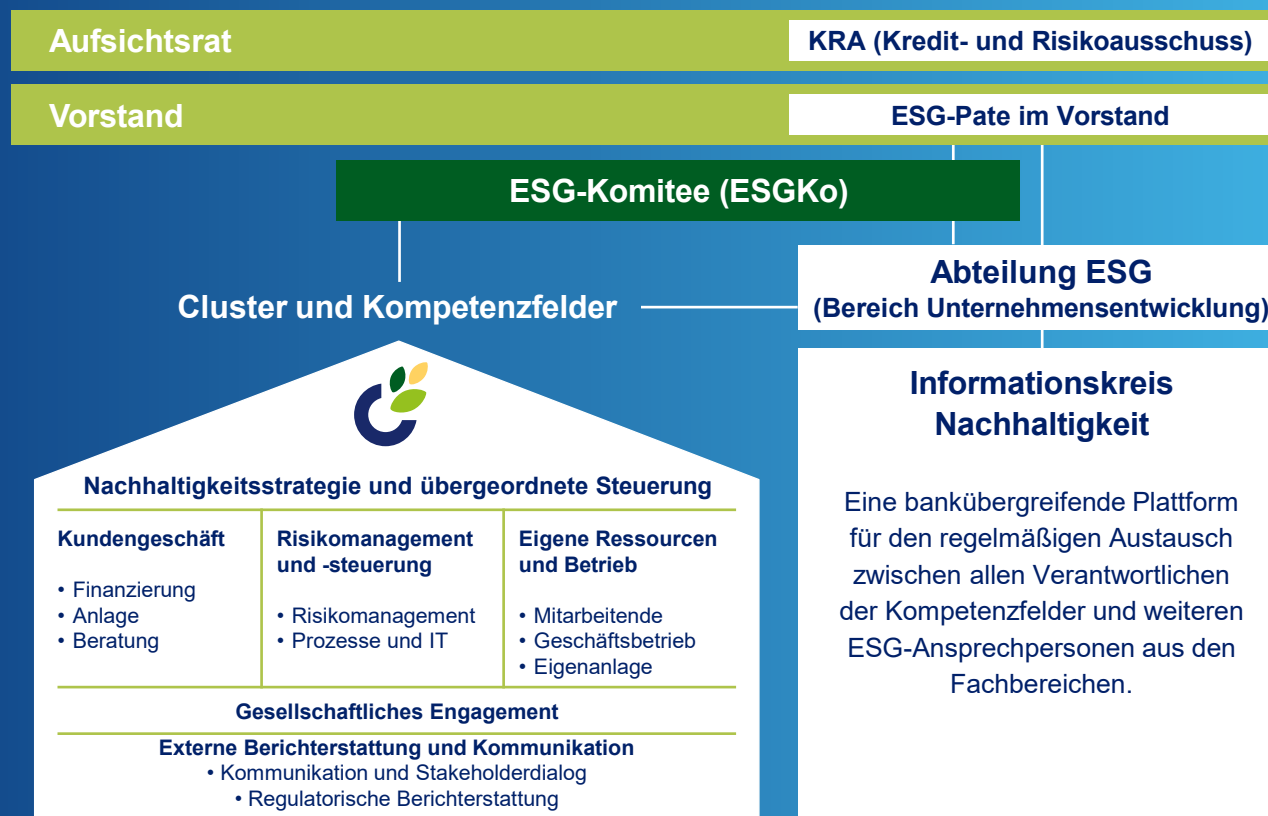 Aufsichtsrat
KRA (Kredit- und Risikoausschuss)
Vorstand
ESG-Pate im Vorstand
ESG-Komitee (ESGKo)
Cluster und Kompetenzfelder
Abteilung ESG
(Bereich Unternehmensentwicklung)
Nachhaltigkeitsstrategie und übergeordnete Steuerung
Kundengeschäft
• Finanzierung
• Anlage
• Beratung
Risikomanagement
und -steuerung
• Risikomanagement
• Prozesse und IT
Eigene Ressourcen
und Betrieb
• Mitarbeitende
• Geschäftsbetrieb
• Eigenanlage
Gesellschaftliches Engagement
Externe Berichterstattung und Kommunikation
• Kommunikation und Stakeholderdialog
• Regulatorische Berichterstattung
Informationskreis
Nachhaltigkeit
Eine bankübergreifende Plattform
für den regelmäßigen Austausch
zwischen allen Verantwortlichen
der Kompetenzfelder und weiteren
ESG-Ansprechpersonen aus den
Fachbereichen.